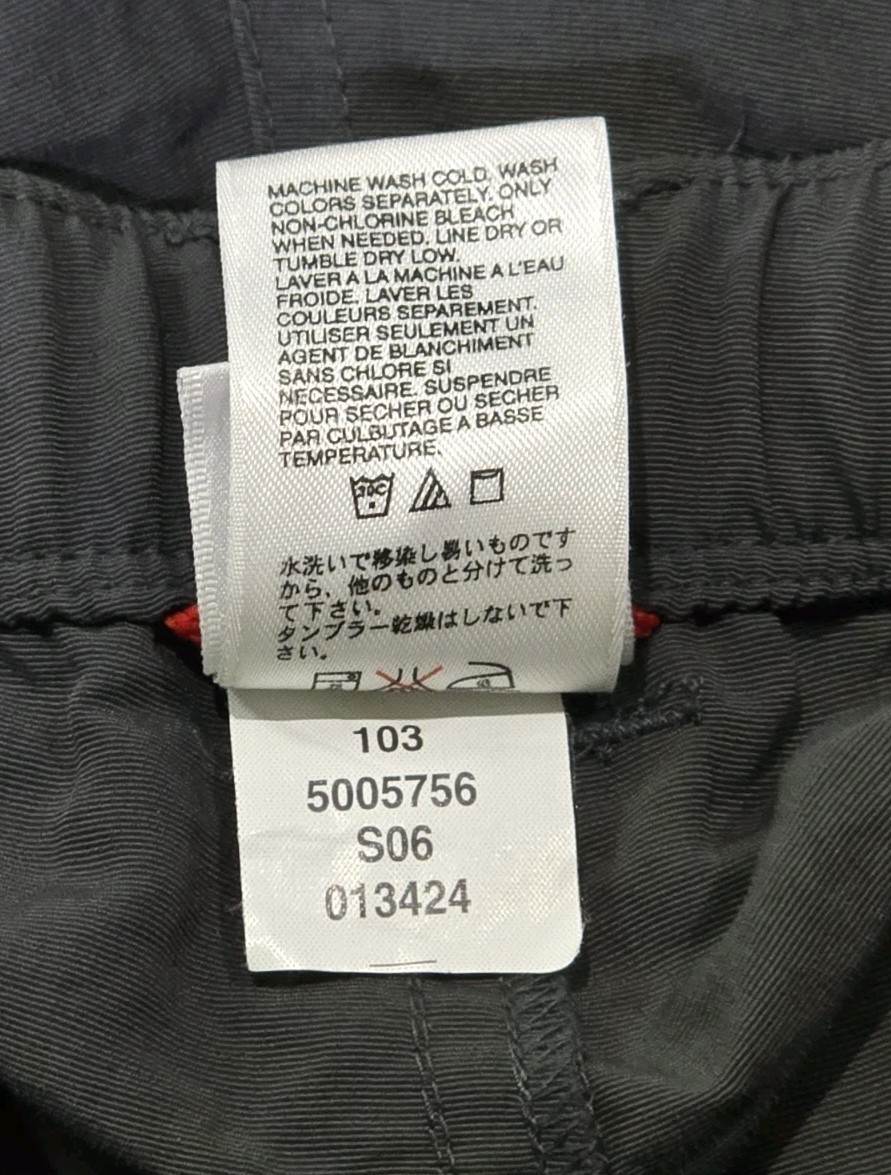 MACHINE WASH COLD. WASH
COLORS SEPARATELY. ONLY
NON-CHLORINE BLEACH
WHEN NEEDED. LINE DRY OR
TUMBLE DRY LOW.
LAVER A LA MACHINE A L'EAU
FROIDE. LAVER LES
COULEURS SEPAREMENT.
UTILISER SEULEMENT UN
AGENT DE BLANCHIMENT
SANS CHLORE SI
NECESSAIRE. SUSPENDRE
POUR SECHER OU SECHER
PAR CULBUTAGE A BASSE
TEMPERATURE.
30C
水洗いで移染し易いものです
から、他のものと分けて洗っ
て下さい。
タンブラー乾燥はしないで下
さい。
103
5005756
S06
013424